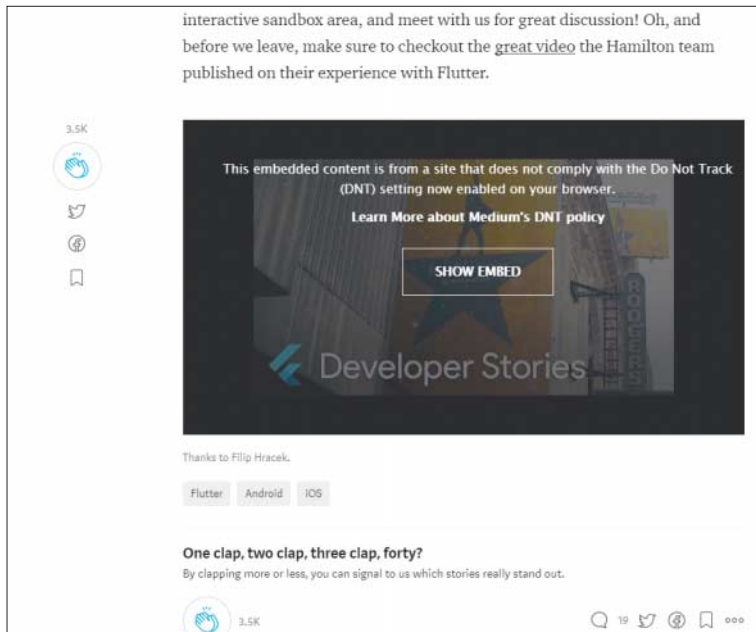 interactive sandbox area, and meet with us for great discussion! Oh, and
before we leave, make sure to checkout the great video the Hamilton team
published on their experience with Flutter.
3.5K
This embedded content is from a site that does not comply with the Do Not Track
(DNT) setting now enabled on your browser.
Learn More about Medium's DNT policy
SHOW EMBED
RODGERS
Developer Stories
Thanks to Filip Hracek.
Flutter Android iOS
One clap, two clap, three clap, forty?
By clapping more or less, you can signal to us which stories really stand out.
3.5K
19